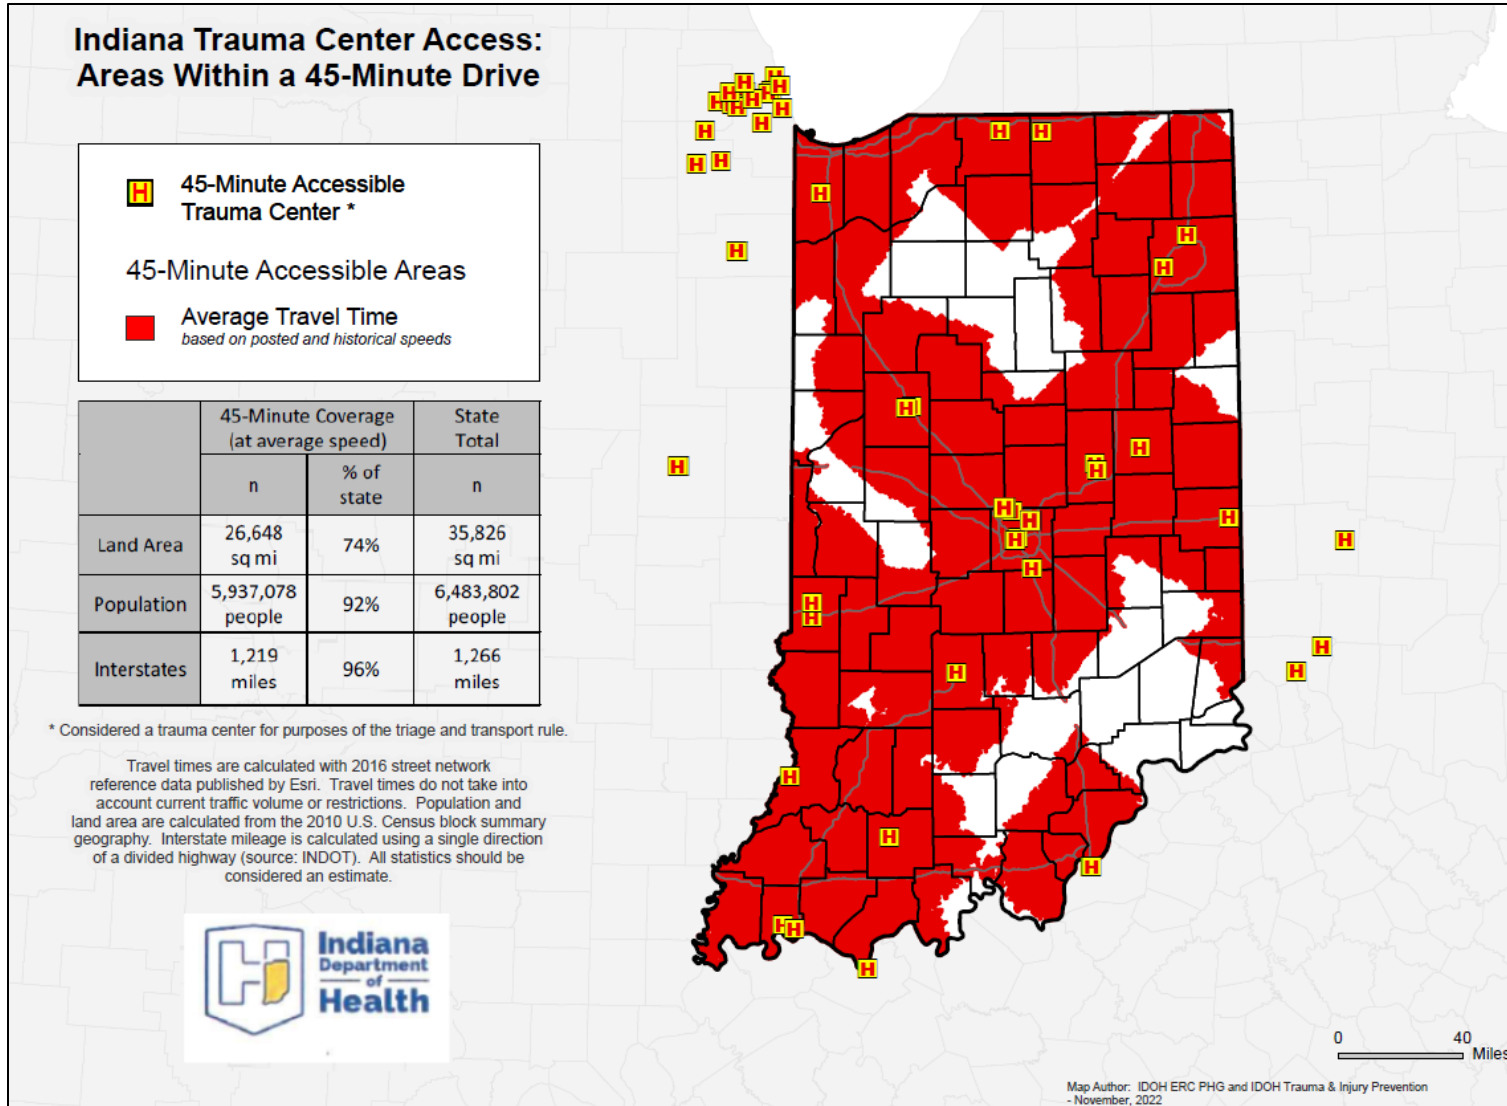 Indiana Trauma Center Access:
Areas Within a 45-Minute Drive
H
45-Minute Accessible
Trauma Center *
45-Minute Accessible Areas
Average Travel Time
based on posted and historical speeds
45-Minute Coverage
(at average speed)
State
Total
n
% of
state
n
Land Area
26,648
sq mi
74%
35,826
sq mi
Population
5,937,078
people
92%
6,483,802
people
Interstates
1,219
miles
96%
1,266
miles
* Considered a trauma center for purposes of the triage and transport rule.
Travel times are calculated with 2016 street network
reference data published by Esri. Travel times do not take into
account current traffic volume or restrictions. Population and
land area are calculated from the 2010 U.S. Census block summary
geography. Interstate mileage is calculated using a single direction
of a divided highway (source: INDOT). All statistics should be
considered an estimate.
Indiana
Department
of
Health
0 40
Miles
Map Author: IDOH ERC PHG and IDOH Trauma & Injury Prevention
- November, 2022